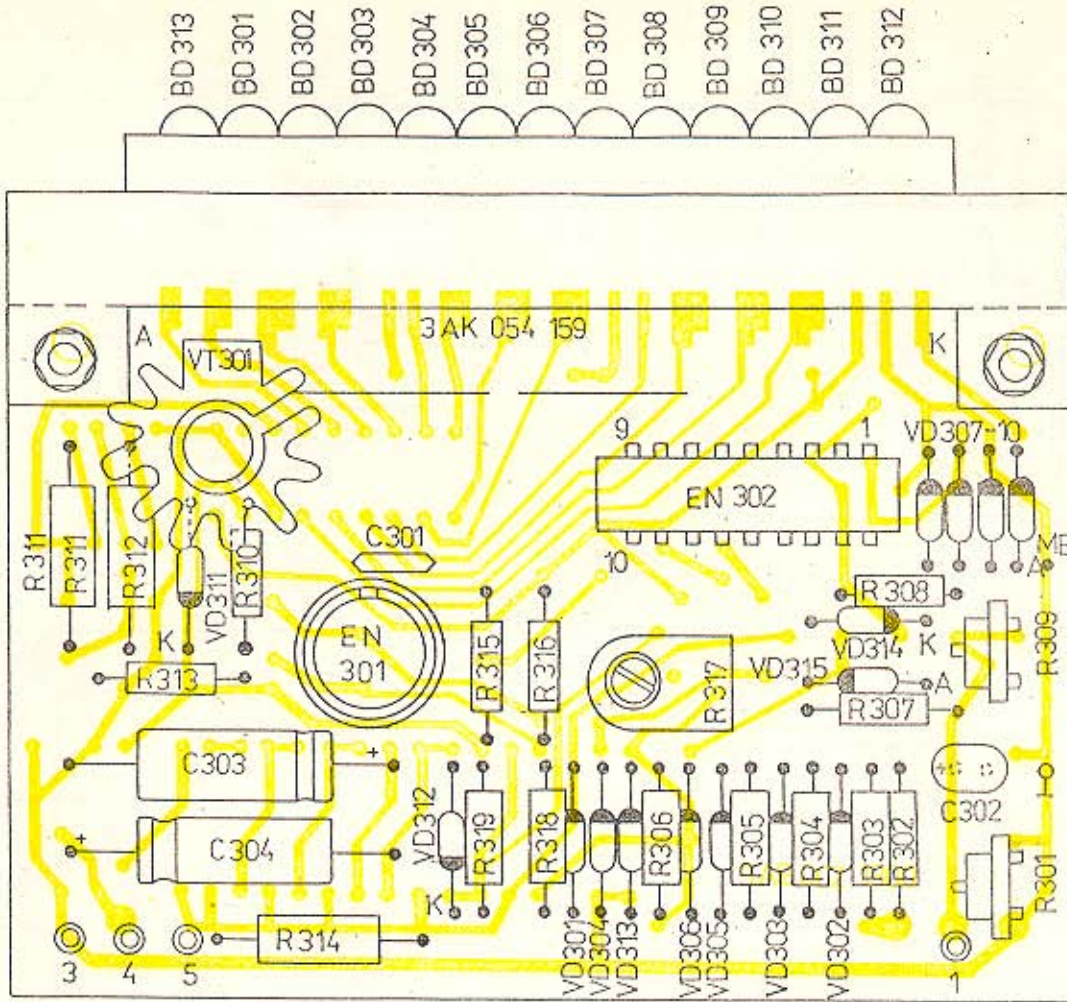 BD 313
BD 301
BD 302
BD 303
BD 304
BD 305
BD 306
BD 307
BD 308
BD 309
BD 310
BD 311
BD 312
3 AK 054 159
A
K
VT301
9
1
VD307-10
EN 302
C301
10
R311
R311
R312
VD311
R310
K
A
R308
EN
301
R315
R316
R317
VD314
K
R309
VD315
A
R313
R307
C303
+
C302
VD312
R319
R318
R306
R305
R304
R303
R302
+
C304
R301
K
R314
3
4
5
VD301
VD304
VD313
VD306
VD305
VD303
VD302
1